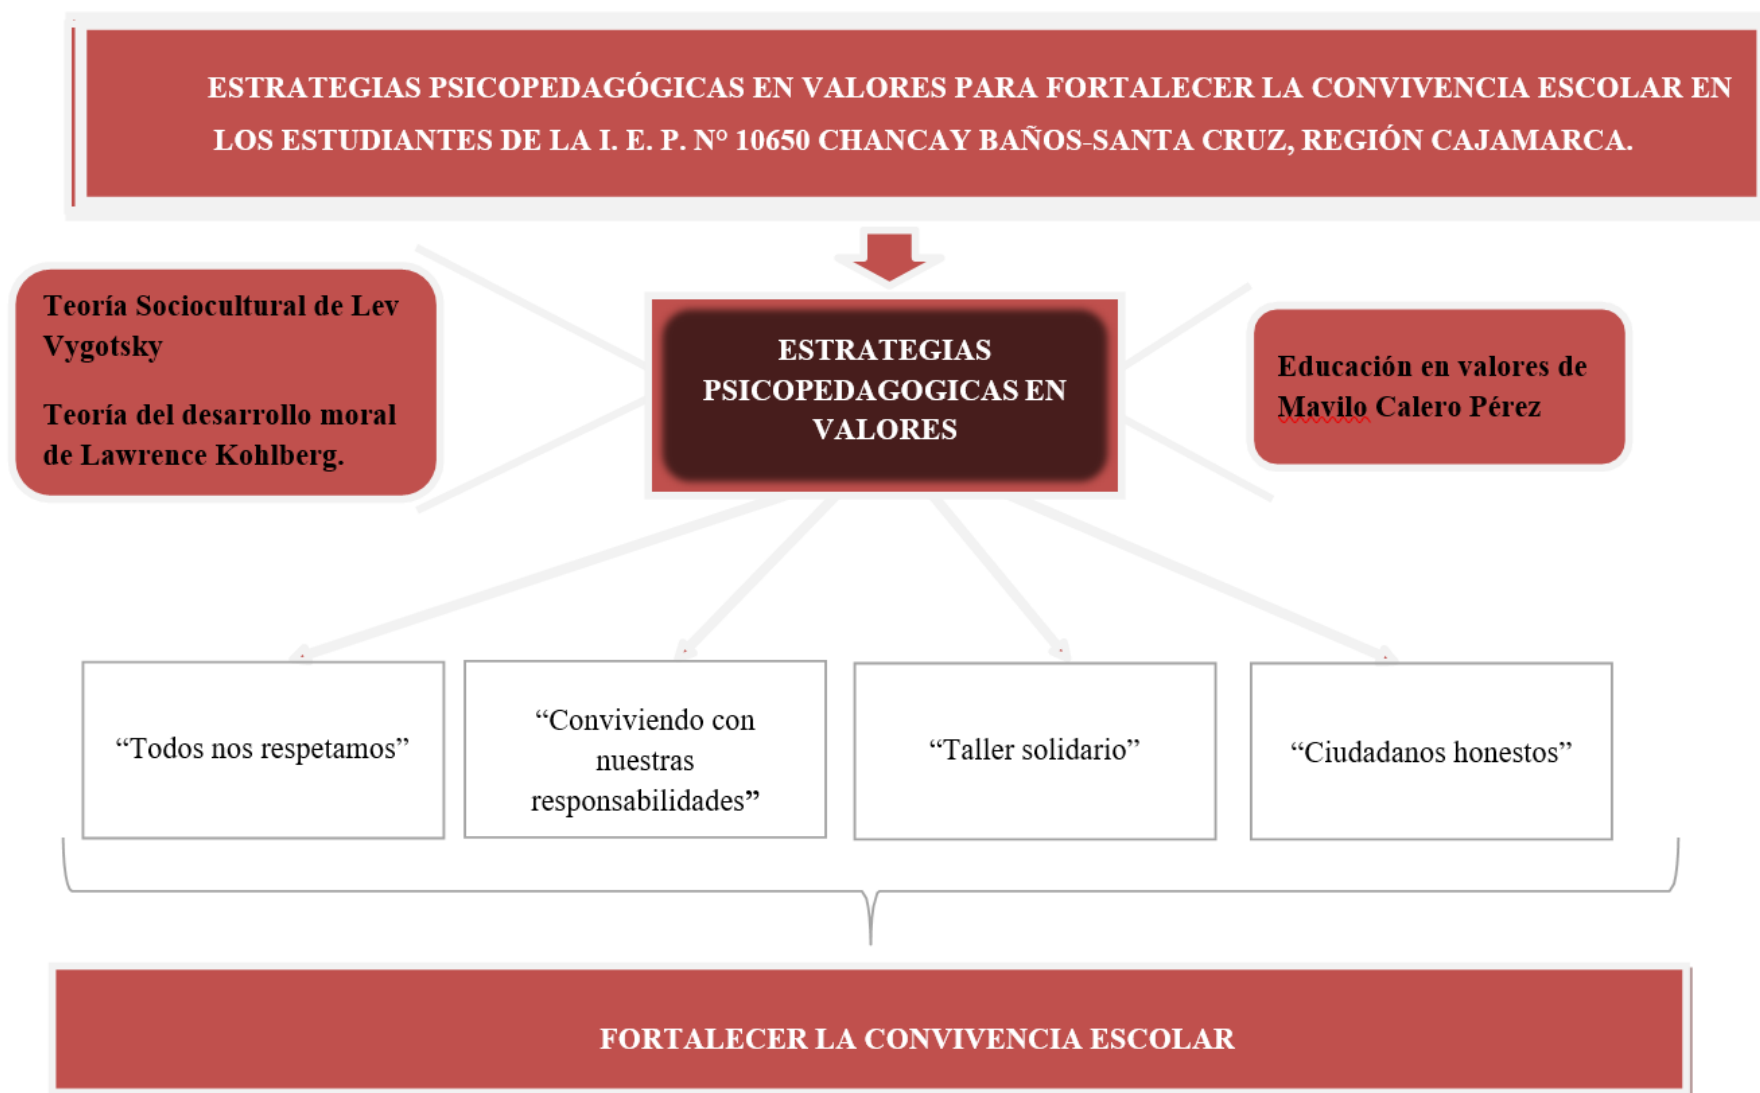 ESTRATEGIAS PSICOPEDAGÓGICAS EN VALORES PARA FORTALECER LA CONVIVENCIA ESCOLAR EN
LOS ESTUDIANTES DE LA I. E. P. N° 10650 CHANCAY BAÑOS-SANTA CRUZ, REGIÓN CAJAMARCA.
Teoría Sociocultural de Lev
Vygotsky
Teoría del desarrollo moral
de Lawrence Kohlberg.
ESTRATEGIAS
PSICOPEDAGOGICAS EN
VALORES
Educación en valores de
Mavilo Calero Pérez
“Todos nos respetamos”
“Conviviendo con
nuestras
responsabilidades”
“Taller solidario”
“Ciudadanos honestos”
FORTALECER LA CONVIVENCIA ESCOLAR